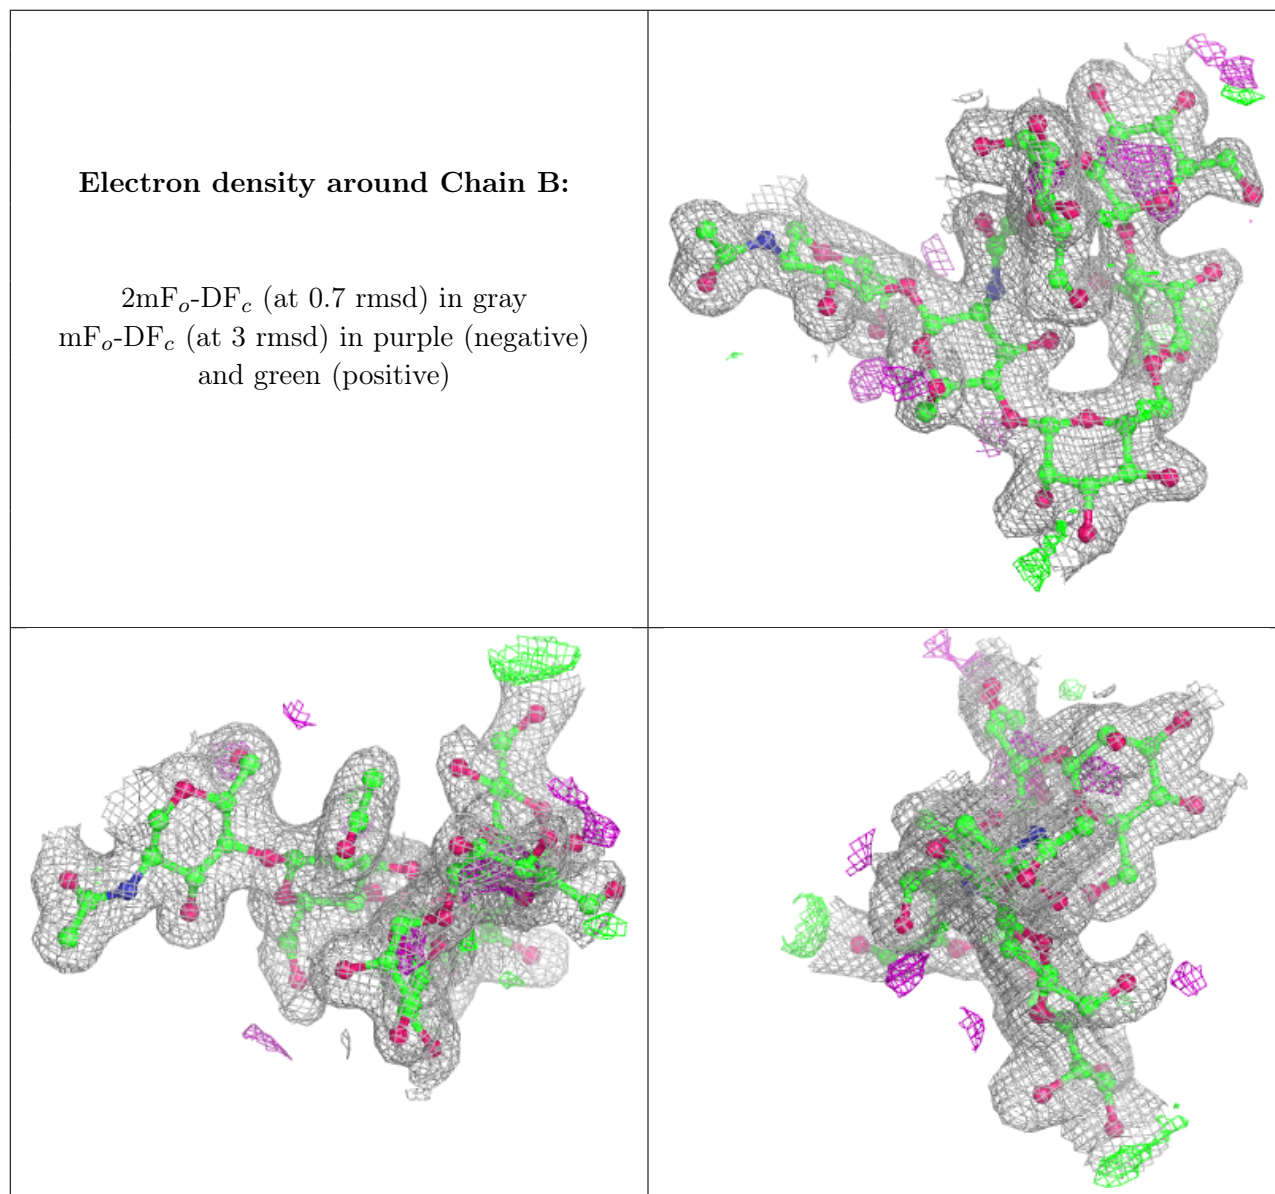 Electron density around Chain B:
2mFo-DFc (at 0.7 rmsd) in gray
mFo-DFc (at 3 rmsd) in purple (negative)
and green (positive)